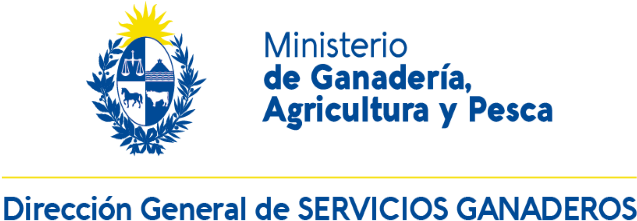 Ministerio
de Ganadería,
Agricultura y Pesca
Dirección General de SERVICIOS GANADEROS